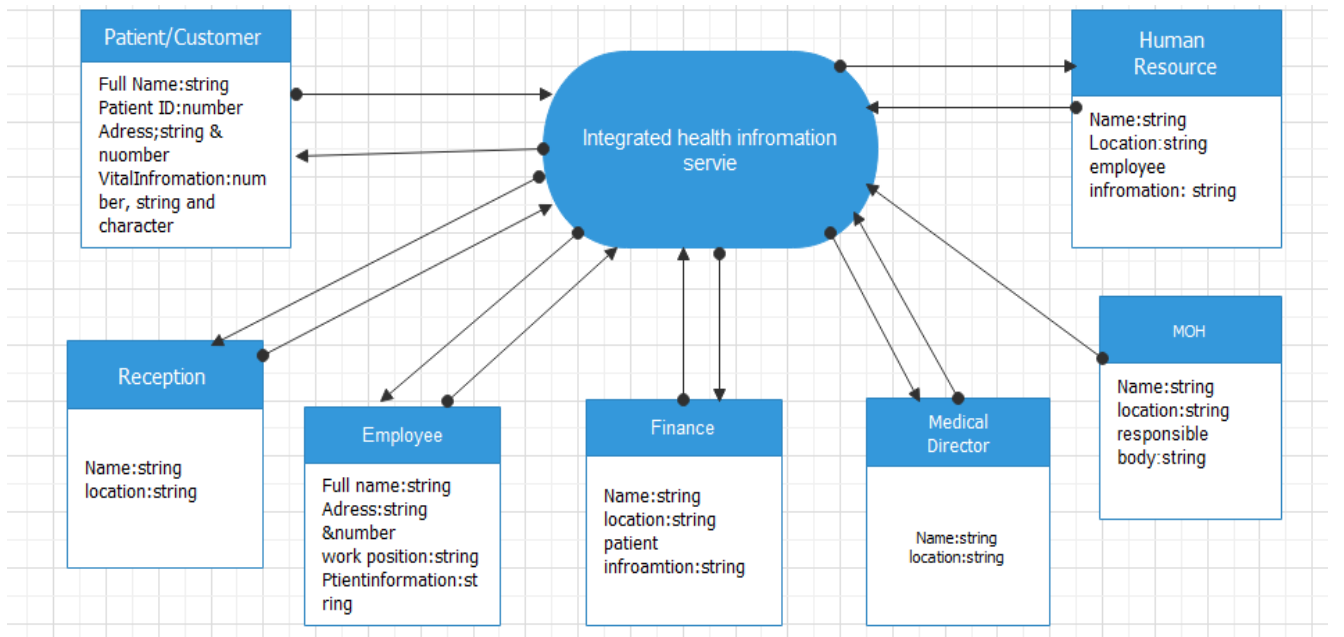 Patient/Customer
Full Name:string
Patient ID:number
Adress;string &
nuomber
VitalInfromation:num
ber, string and
character
Integrated health infromation
servie
Human
Resource
Name:string
Location:string
employee
infromation: string
MOH
Name:string
location:string
responsible
body:string
Reception
Name:string
location:string
Employee
Full name:string
Adress:string
&number
work position:string
Ptientinformation:st
ring
Finance
Name:string
location:string
patient
infroamtion:string
Medical
Director
Name:string
location:string